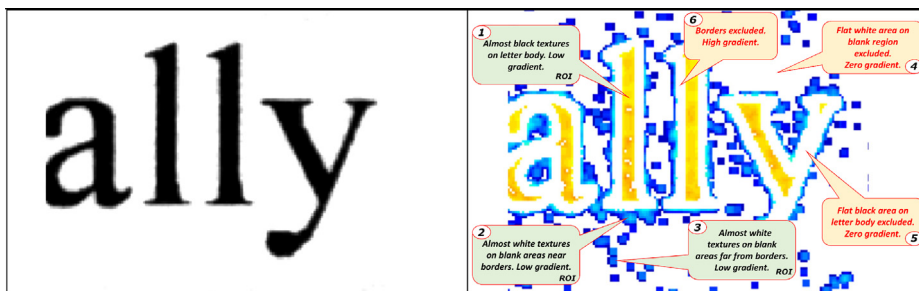 ally
1
Almost black textures
on letter body. Low
gradient.
ROI
6
Borders excluded.
High gradient.
Flat white area on
blank region
excluded.
Zero gradient.
4
ally
2
Almost white textures
on blank areas near
borders. Low gradient.
ROI
3
Almost white
textures on blank
areas far from borders.
Low gradient.
ROI
Flat black area on
letter body excluded.
Zero gradient.
5